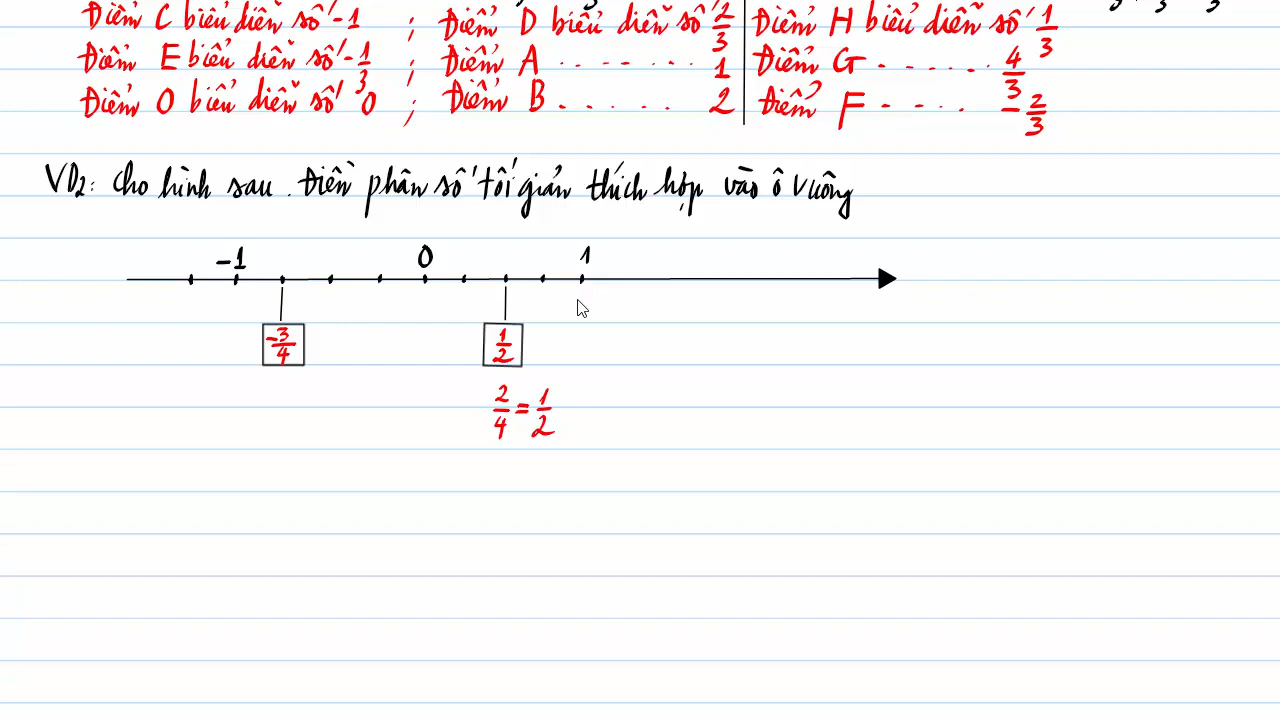 Điểm C biểu diễn số -1 ; Điểm D biểu diễn số 2/3 Điểm H biểu diễn số 1/3
Điểm E biểu diễn số -1/3 ; Điểm A ........ 1 Điểm G ...... 4/3
Điểm O biểu diễn số 0 ; Điểm B ...... 2 Điểm F .... -2/3
VD2: Cho hình sau. Điền phân số tối giản thích hợp vào ô vuông
-1 0 1
-3/4 1/2
2/4 = 1/2